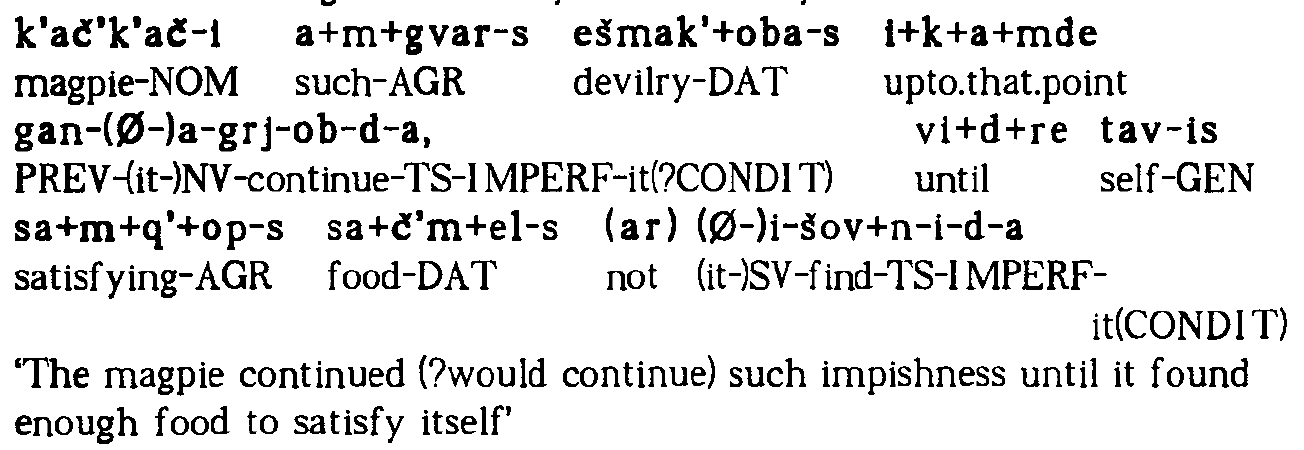 k'ač'k'ač-i a+m+gvar-s ešmak'+oba-s i+k+a+mde
magpie-NOM such-AGR devilry-DAT upto.that.point
gan-(Ø-)a-grj-ob-d-a, vi+d+re tav-is
PREV-(it-)NV-continue-TS-IMPERF-it(?CONDIT) until self-GEN
sa+m+q'+op-s sa+č'm+el-s (ar) (Ø-)i-šov+n-i-d-a
satisfying-AGR food-DAT not (it-)SV-find-TS-IMPERF-
it(CONDIT)
'The magpie continued (?would continue) such impishness until it found
enough food to satisfy itself'